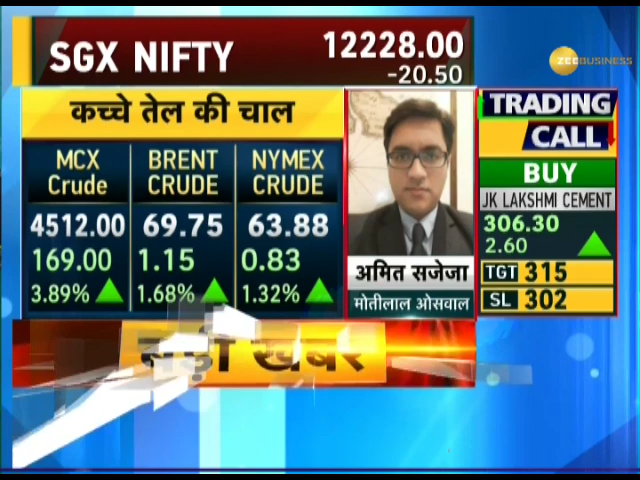 SGX NIFTY
12228.00
-20.50
ZEE BUSINESS
कच्चे तेल की चाल
MCX
Crude
4512.00
169.00
3.89%
BRENT
CRUDE
69.75
1.15
1.68%
NYMEX
CRUDE
63.88
0.83
1.32%
अमित सजेजा
मोतीलाल ओसवाल
TRADING
CALL
BUY
JK LAKSHMI CEMENT
306.30
2.60
TGT 315
SL 302
बड़ी खबर